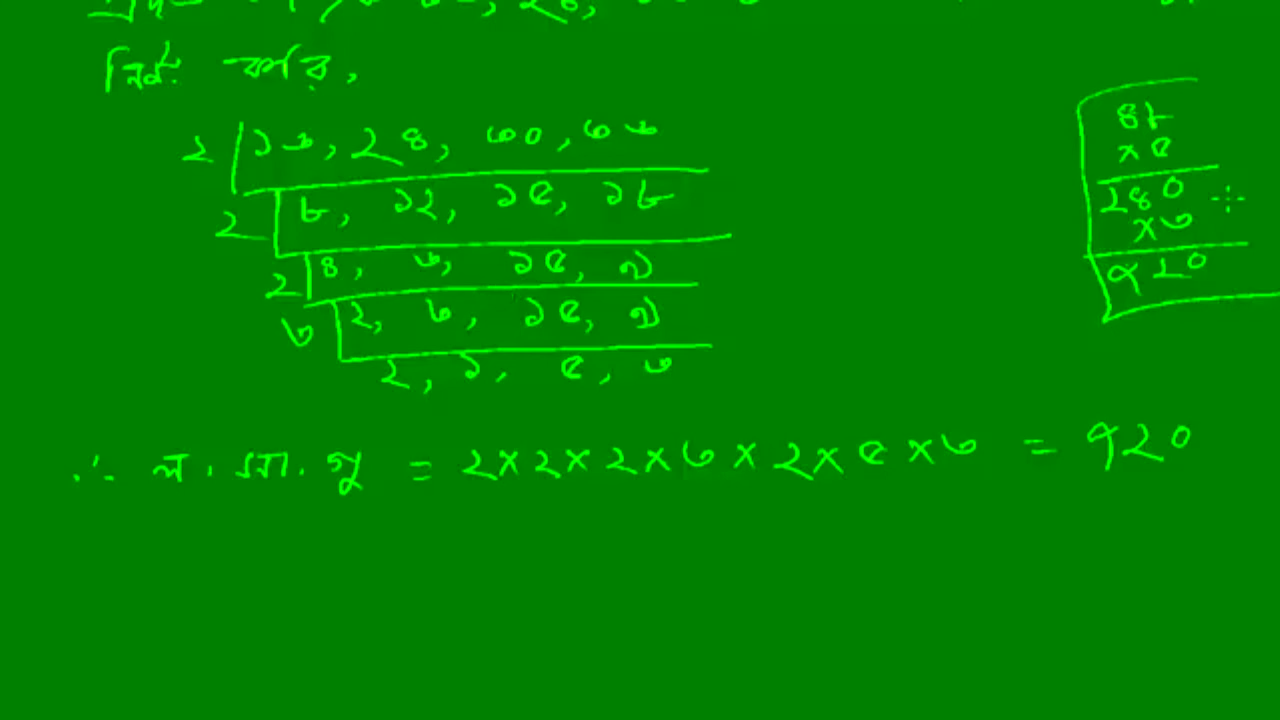 নির্ণয় করি,
২ | ১৬, ২৪, ৩০, ৩৬
২ | ৮, ১২, ১৫, ১৮
২ | ৪, ৬, ১৫, ৯
৩ | ২, ৩, ১৫, ৯
২, ১, ৫, ৩
∴ ল. সা. গু = ২×২×২×৩×২×৫×৩ = ৭২০
৪৮
×৫
২৪০
×৩
৭২০